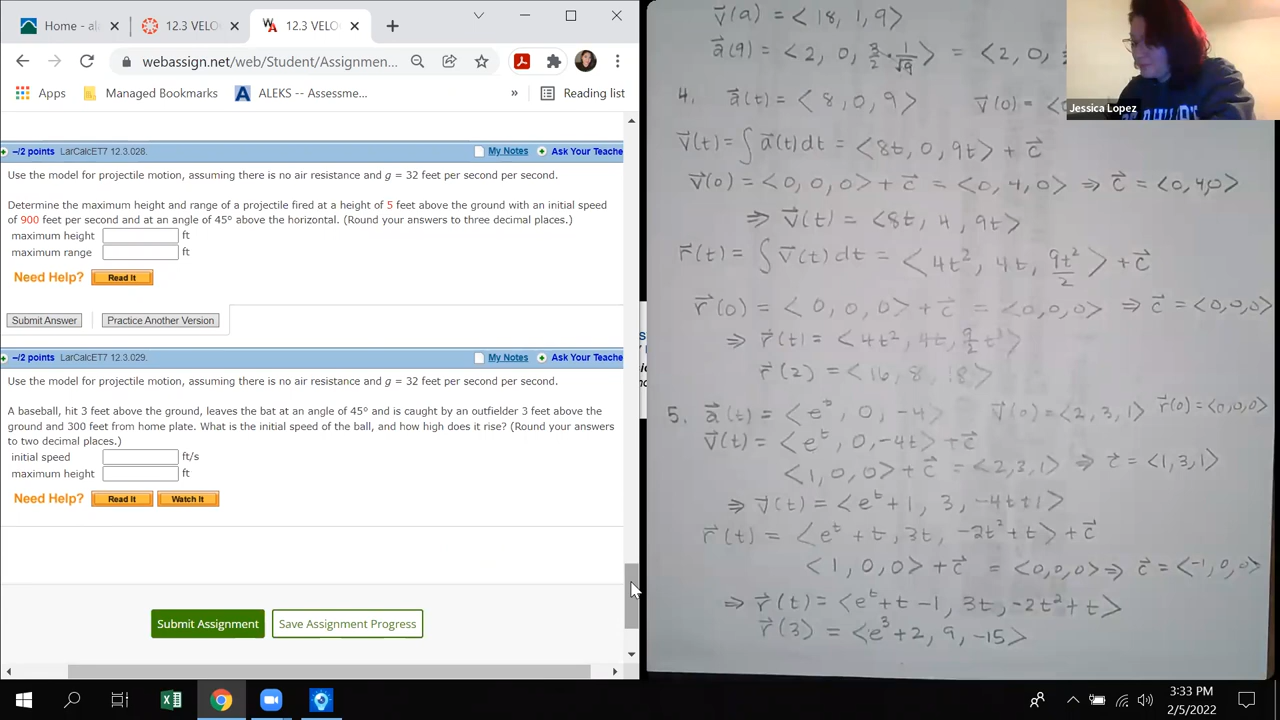 Home - al
12.3 VELO
12.3 VELO
webassign.net/web/Student/Assignmen...
Apps
Managed Bookmarks
ALEKS -- Assessme...
»
Reading list
–/2 points
LarCalcET7 12.3.028.
My Notes
Ask Your Teache
Use the model for projectile motion, assuming there is no air resistance and g = 32 feet per second per second.
Determine the maximum height and range of a projectile fired at a height of 5 feet above the ground with an initial speed
of 900 feet per second and at an angle of 45° above the horizontal. (Round your answers to three decimal places.)
maximum height ft
maximum range ft
Need Help? Read It
Submit Answer
Practice Another Version
–/2 points
LarCalcET7 12.3.029.
My Notes
Ask Your Teache
Use the model for projectile motion, assuming there is no air resistance and g = 32 feet per second per second.
A baseball, hit 3 feet above the ground, leaves the bat at an angle of 45° and is caught by an outfielder 3 feet above the
ground and 300 feet from home plate. What is the initial speed of the ball, and how high does it rise? (Round your answers
to two decimal places.)
initial speed ft/s
maximum height ft
Need Help? Read It Watch It
Submit Assignment
Save Assignment Progress
v⃗(9) = <18, 1, 9>
a⃗(9) = <2, 0, 3/2 · 1/√9> = <2, 0,
Jessica Lopez
4. a⃗(t) = <8, 0, 9> v⃗(0) = <0
v⃗(t) = ∫ a⃗(t) dt = <8t, 0, 9t> + c⃗
v⃗(0) = <0, 0, 0> + c⃗ = <0, 4, 0> ⇒ c⃗ = <0, 4, 0>
⇒ v⃗(t) = <8t, 4, 9t>
r⃗(t) = ∫ v⃗(t) dt = <4t², 4t, 9t²/2> + c⃗
r⃗(0) = <0, 0, 0> + c⃗ = <0, 0, 0> ⇒ c⃗ = <0, 0, 0>
⇒ r⃗(t) = <4t², 4t, 9/2 t²>
r⃗(2) = <16, 8, 18>
5. a⃗(t) = <e^t, 0, -4> v⃗(0) = <2, 3, 1> r⃗(0) = <0, 0, 0>
v⃗(t) = <e^t, 0, -4t> + c⃗
<1, 0, 0> + c⃗ = <2, 3, 1> ⇒ c⃗ = <1, 3, 1>
⇒ v⃗(t) = <e^t + 1, 3, -4t + 1>
r⃗(t) = <e^t + t, 3t, -2t² + t> + c⃗
<1, 0, 0> + c⃗ = <0, 0, 0> ⇒ c⃗ = <-1, 0, 0>
⇒ r⃗(t) = <e^t + t - 1, 3t, -2t² + t>
r⃗(3) = <e³ + 2, 9, -15>
3:33 PM
2/5/2022